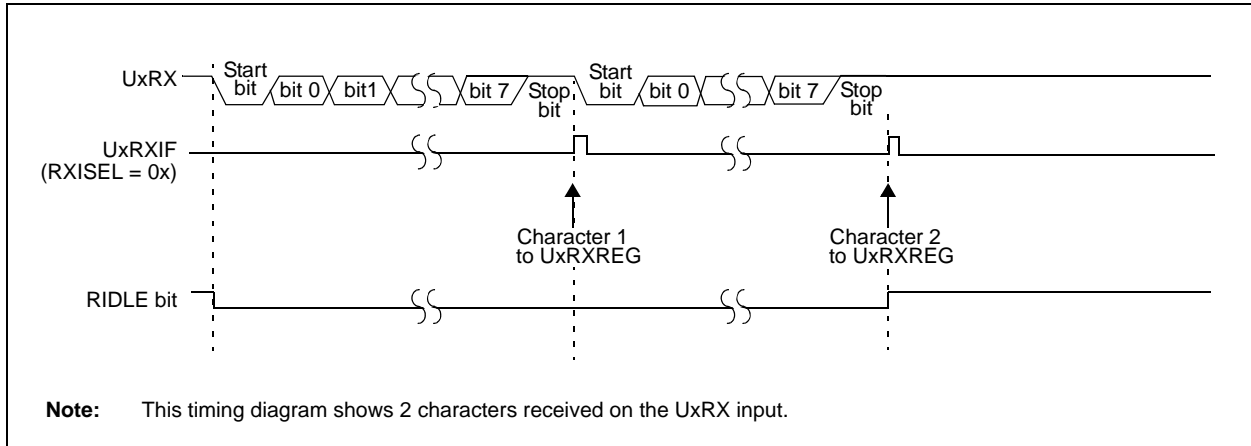 UxRX
Start bit
bit 0
bit1
bit 7
Stop bit
Start bit
bit 0
bit 7
Stop bit
UxRXIF
(RXISEL = 0x)
Character 1
to UxRXREG
Character 2
to UxRXREG
RIDLE bit
Note: This timing diagram shows 2 characters received on the UxRX input.